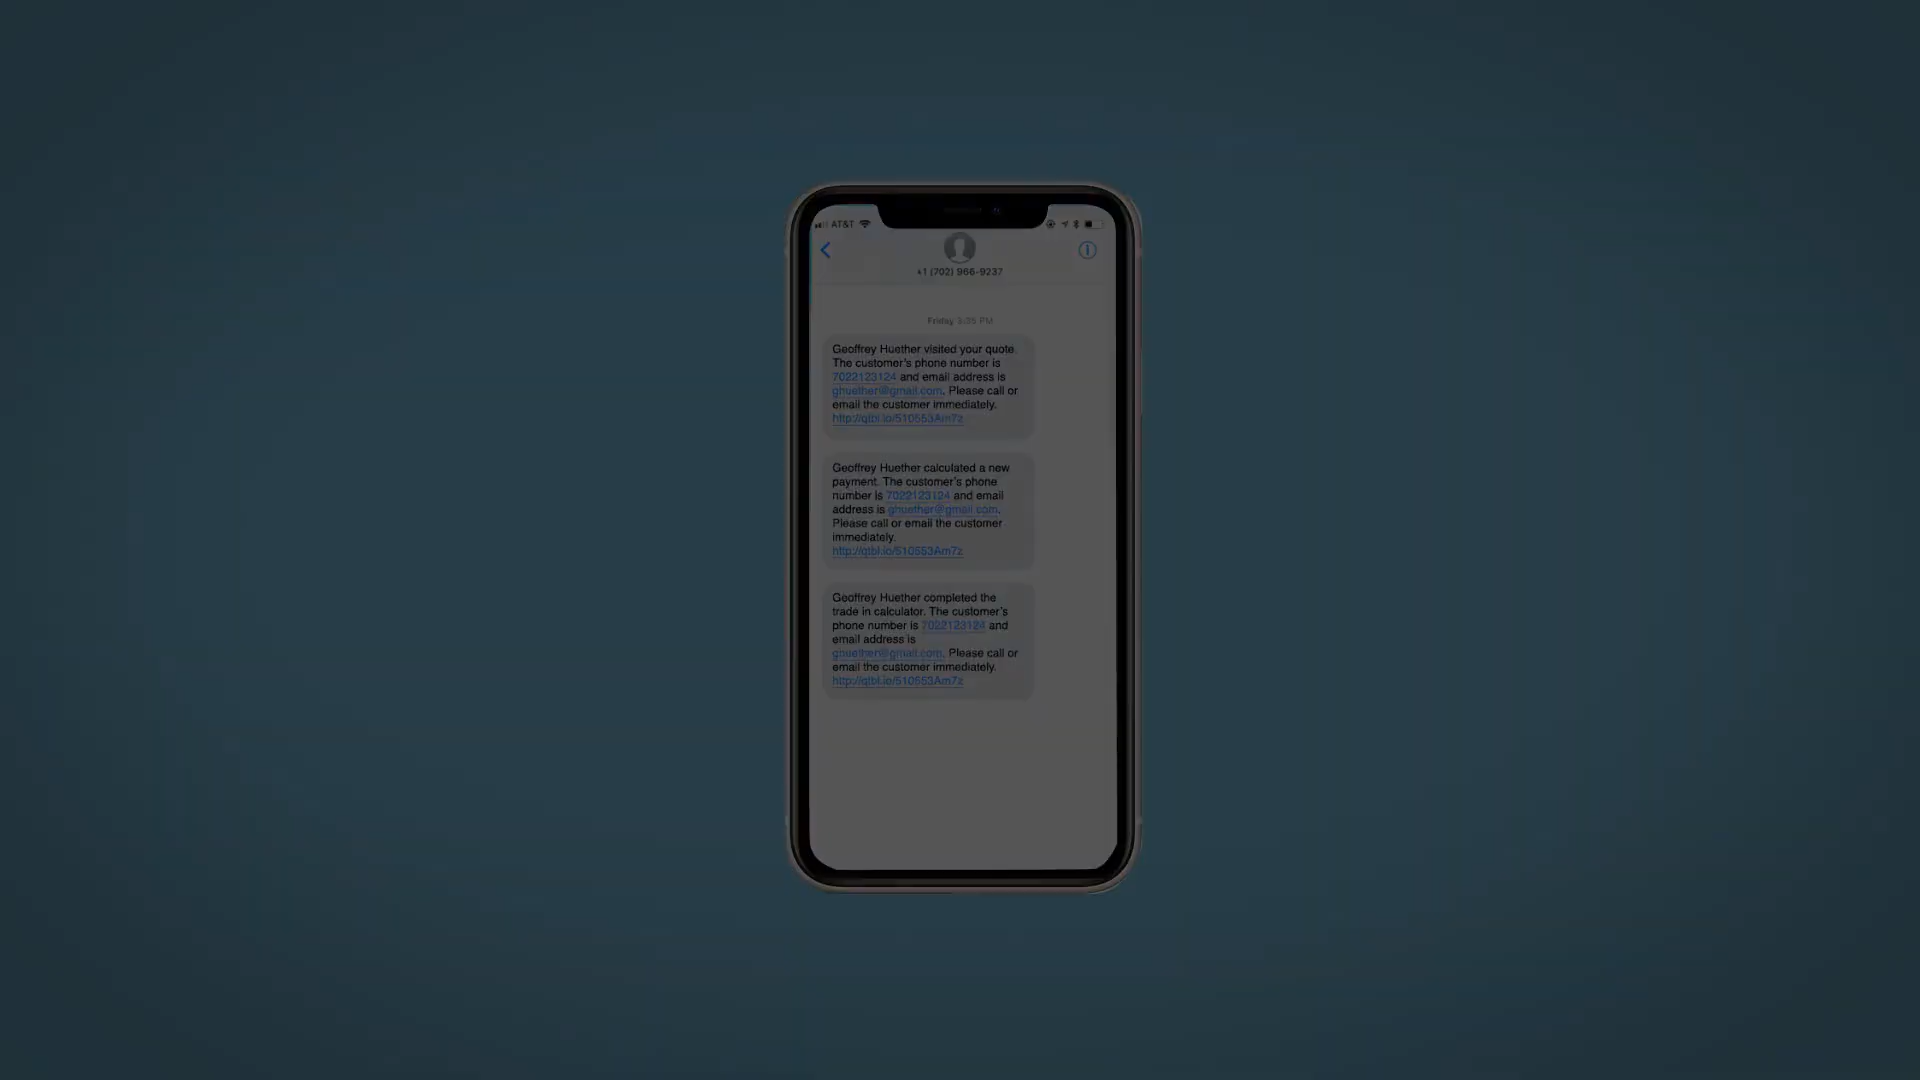 AT&T
+1 (702) 966-9237
Friday 3:35 PM
Geoffrey Huether visited your quote.
The customer's phone number is
7022123124 and email address is
ghuether@gmail.com. Please call or
email the customer immediately.
http://qtbl.io/510553Am7z
Geoffrey Huether calculated a new
payment. The customer's phone
number is 7022123124 and email
address is ghuether@gmail.com.
Please call or email the customer
immediately.
http://qtbl.io/510553Am7z
Geoffrey Huether completed the
trade in calculator. The customer's
phone number is 7022123124 and
email address is
ghuether@gmail.com. Please call or
email the customer immediately.
http://qtbl.io/510553Am7z